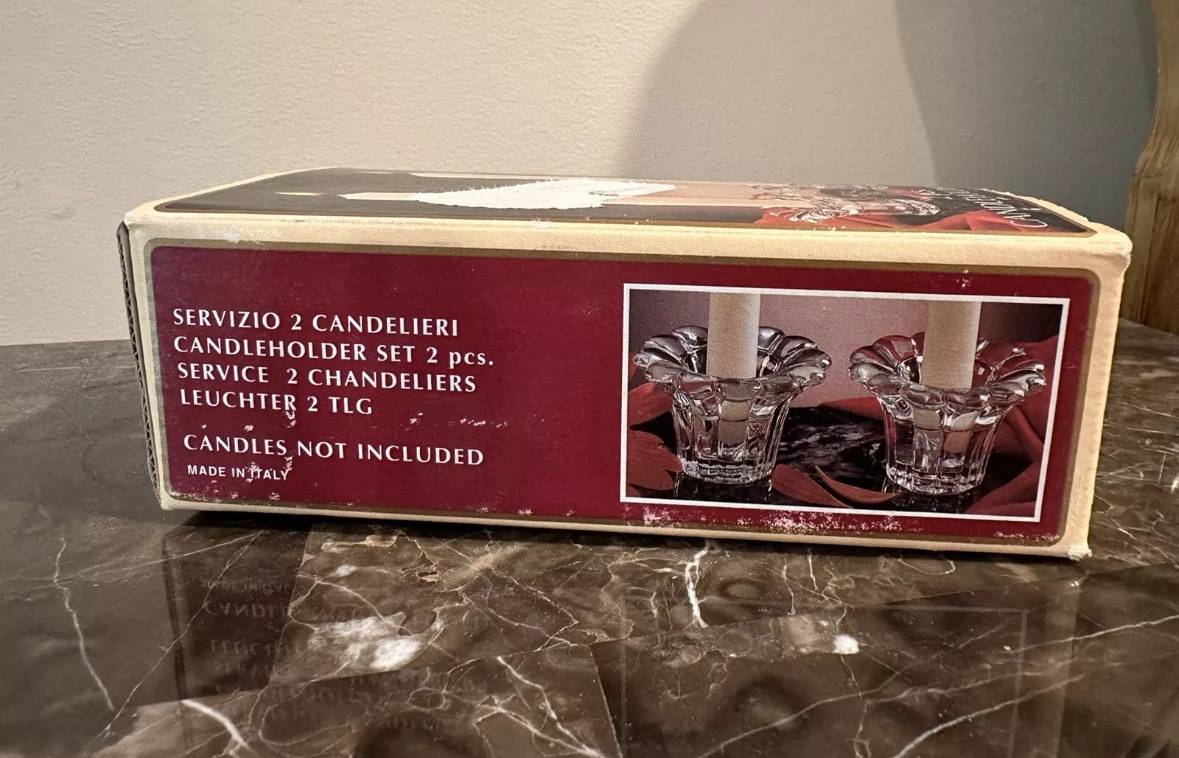 SERVIZIO 2 CANDELIERI
CANDLEHOLDER SET 2 pcs.
SERVICE 2 CHANDELIERS
LEUCHTER 2 TLG
CANDLES NOT INCLUDED
MADE IN ITALY